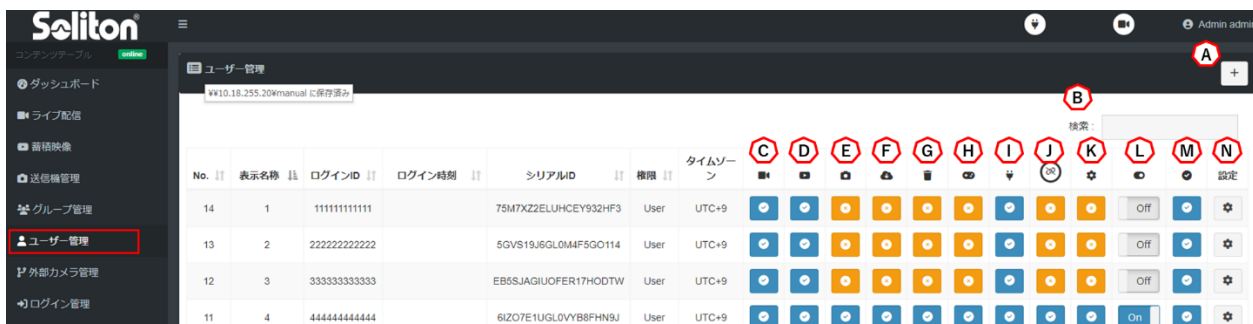 Soliton
Admin admin
コンテンツテーブル online
A
ユーザー管理
+
ダッシュボード
¥¥10.18.255.20¥manual に保存済み
B
ライブ配信
検索 :
蓄積映像
C D E F G H I J K L M N
No. 表示名称 ログインID ログイン時刻 シリアルID 権限 タイムゾーン 設定
送信機管理
グループ管理
14 1 111111111111 75M7XZ2ELUHCEY932HF3 User UTC+9 Off
ユーザー管理
13 2 222222222222 5GVS19J6GL0M4F5GO114 User UTC+9 Off
外部カメラ管理
12 3 333333333333 EB5SJAGIUOFER17HODTW User UTC+9 Off
ログイン管理
11 4 444444444444 6IZO7E1UGL0VYB8FHN9J User UTC+9 On